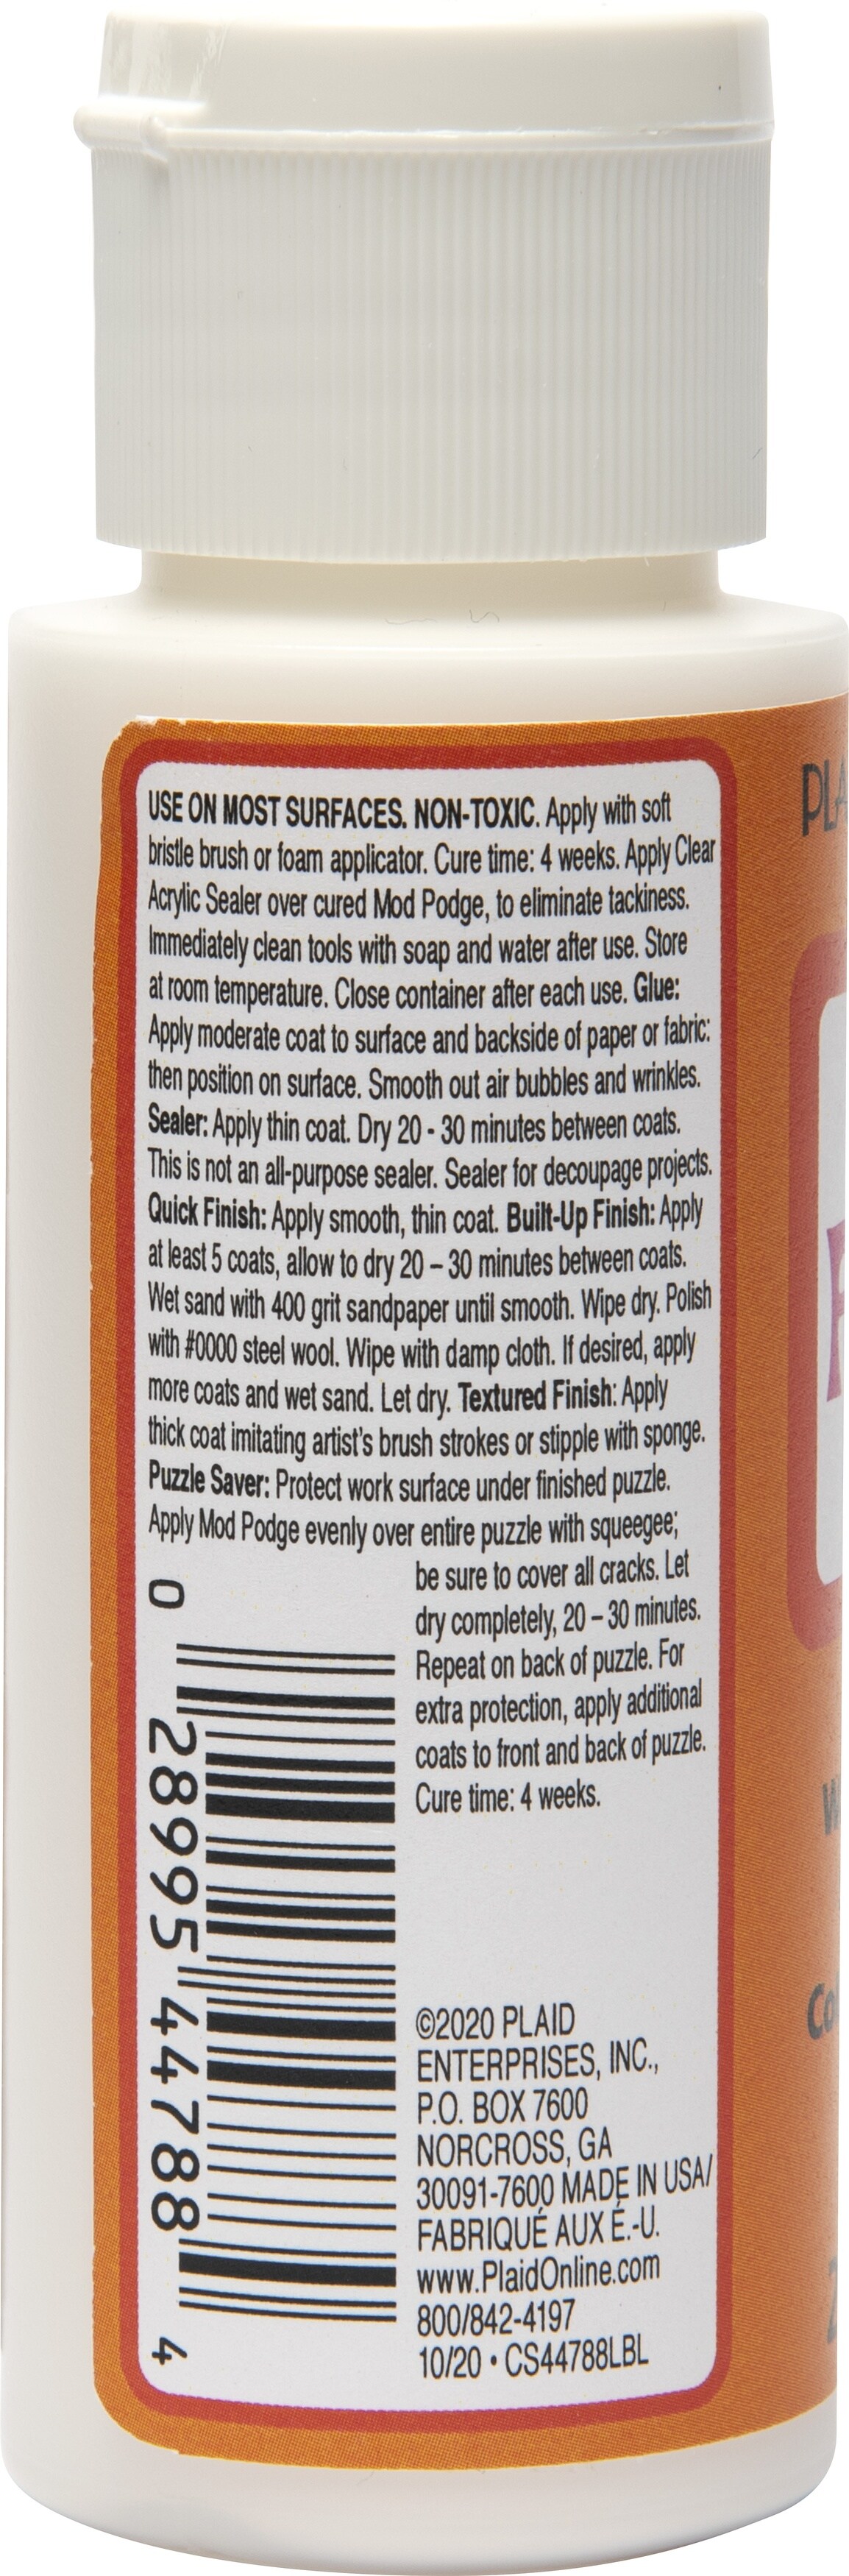 USE ON MOST SURFACES. NON-TOXIC. Apply with soft
bristle brush or foam applicator. Cure time: 4 weeks. Apply Clear
Acrylic Sealer over cured Mod Podge, to eliminate tackiness.
Immediately clean tools with soap and water after use. Store
at room temperature. Close container after each use. Glue:
Apply moderate coat to surface and backside of paper or fabric:
then position on surface. Smooth out air bubbles and wrinkles.
Sealer: Apply thin coat. Dry 20 - 30 minutes between coats.
This is not an all-purpose sealer. Sealer for decoupage projects.
Quick Finish: Apply smooth, thin coat. Built-Up Finish: Apply
at least 5 coats, allow to dry 20 – 30 minutes between coats.
Wet sand with 400 grit sandpaper until smooth. Wipe dry. Polish
with #0000 steel wool. Wipe with damp cloth. If desired, apply
more coats and wet sand. Let dry. Textured Finish: Apply
thick coat imitating artist's brush strokes or stipple with sponge.
Puzzle Saver: Protect work surface under finished puzzle.
Apply Mod Podge evenly over entire puzzle with squeegee;
be sure to cover all cracks. Let
dry completely, 20 – 30 minutes.
Repeat on back of puzzle. For
extra protection, apply additional
coats to front and back of puzzle.
Cure time: 4 weeks.
0 28995 44788 4
©2020 PLAID
ENTERPRISES, INC.,
P.O. BOX 7600
NORCROSS, GA
30091-7600 MADE IN USA/
FABRIQUÉ AUX É.-U.
www.PlaidOnline.com
800/842-4197
10/20 • CS44788LBL